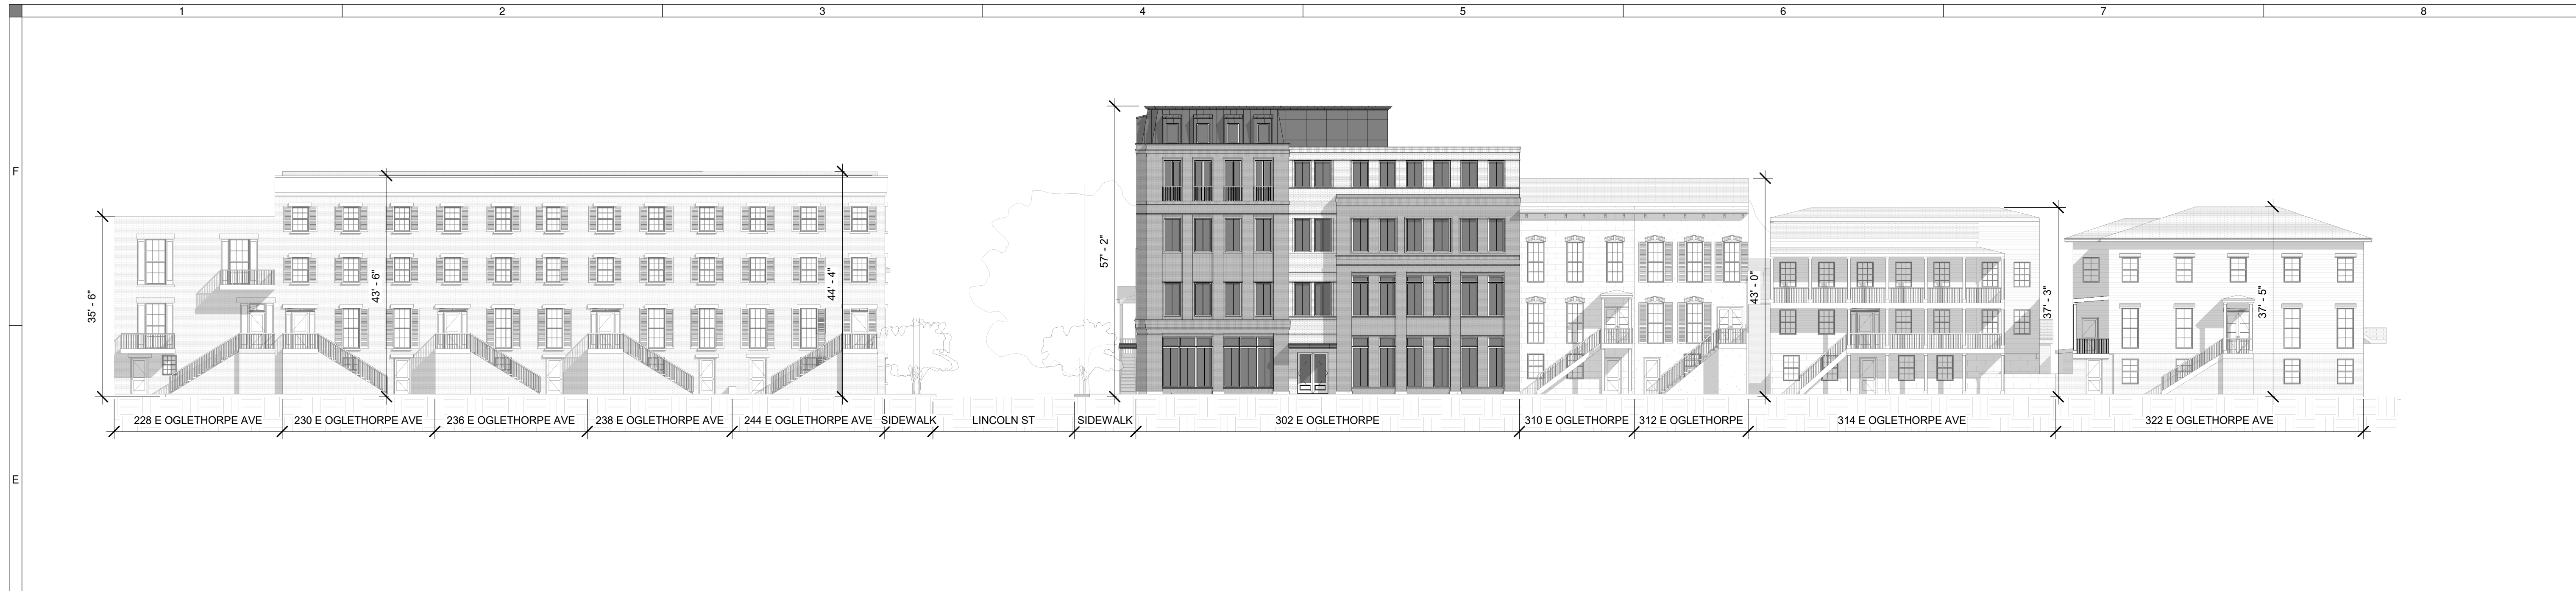 1 2 3 4 5 6 7 8
F
E
35' - 6"
43' - 6"
44' - 4"
57' - 2"
43' - 0"
37' - 3"
37' - 5"
228 E OGLETHORPE AVE
230 E OGLETHORPE AVE
236 E OGLETHORPE AVE
238 E OGLETHORPE AVE
244 E OGLETHORPE AVE
SIDEWALK
LINCOLN ST
SIDEWALK
302 E OGLETHORPE
310 E OGLETHORPE
312 E OGLETHORPE
314 E OGLETHORPE AVE
322 E OGLETHORPE AVE